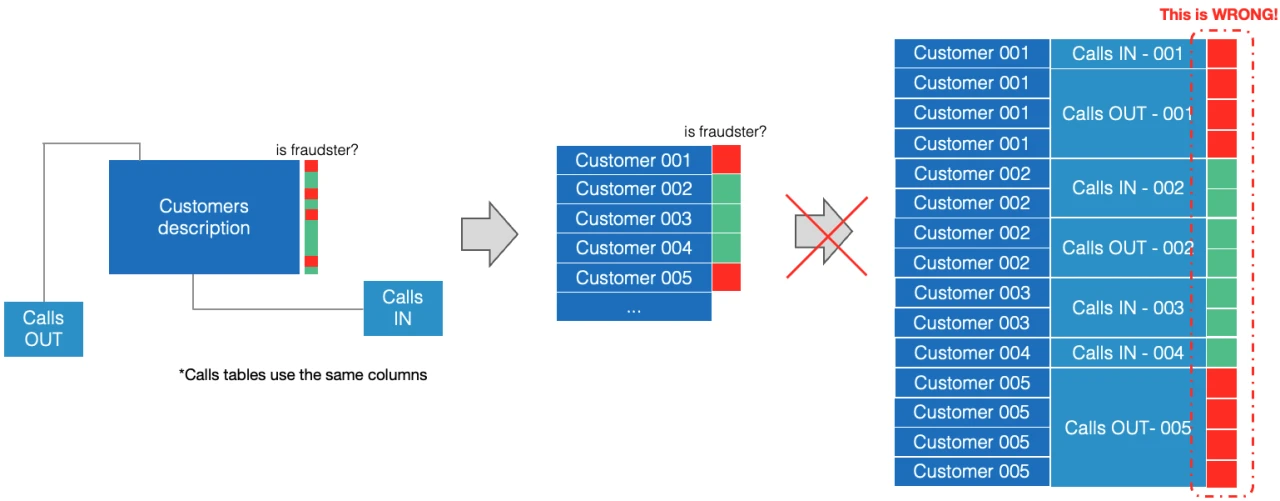 This is WRONG!
is fraudster?
Customers
description
Calls
OUT
Calls
IN
*Calls tables use the same columns
is fraudster?
Customer 001
Customer 002
Customer 003
Customer 004
Customer 005
...
Customer 001
Calls IN - 001
Customer 001
Customer 001
Calls OUT - 001
Customer 001
Customer 002
Calls IN - 002
Customer 002
Customer 002
Calls OUT - 002
Customer 002
Customer 003
Calls IN - 003
Customer 003
Customer 004
Calls IN - 004
Customer 005
Customer 005
Calls OUT- 005
Customer 005
Customer 005